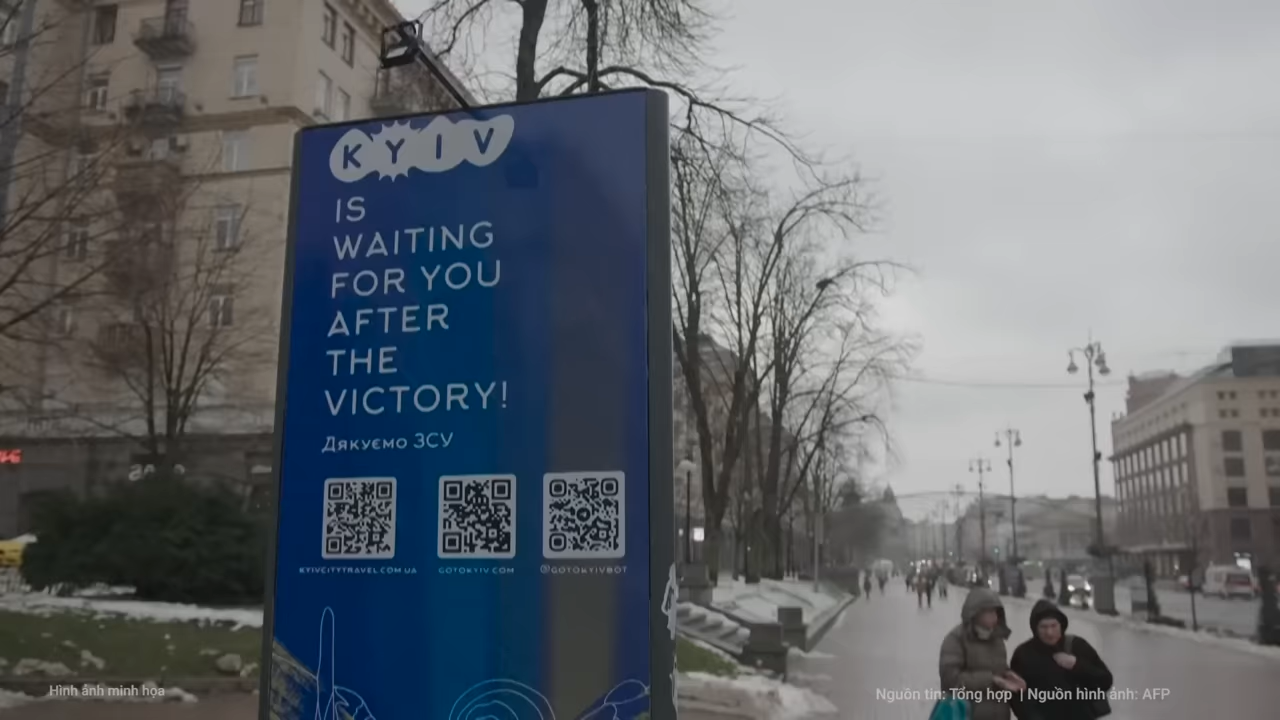 KYIV
IS
WAITING
FOR YOU
AFTER
THE
VICTORY!
Дякуємо ЗСУ
KYIVCITYTRAVEL.COM.UA
GOTOKYIV.COM
@GOTOKYIVBOT
Hình ảnh minh họa
Nguồn tin: Tổng hợp | Nguồn hình ảnh: AFP